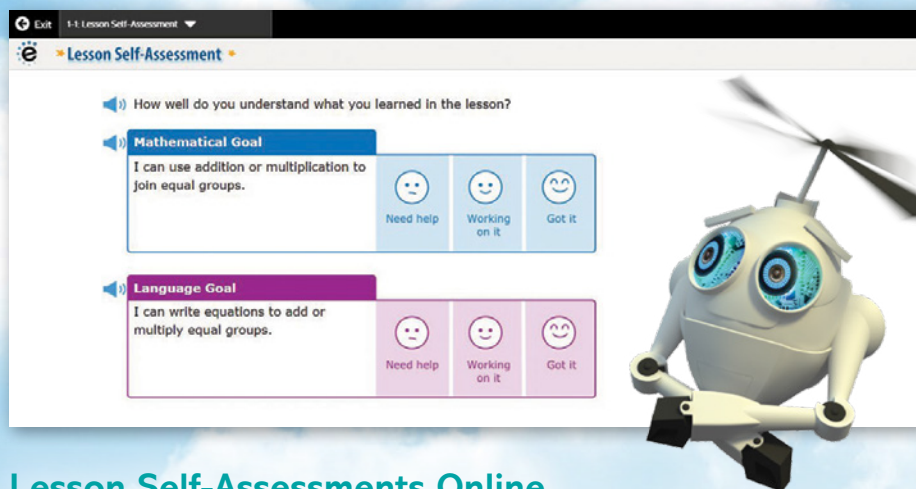 Exit 1-1: Lesson Self-Assessment
ë Lesson Self-Assessment
How well do you understand what you learned in the lesson?
Mathematical Goal
I can use addition or multiplication to
join equal groups.
Need help
Working
on it
Got it
Language Goal
I can write equations to add or
multiply equal groups.
Need help
Working
on it
Got it
Lesson Self-Assessments Online